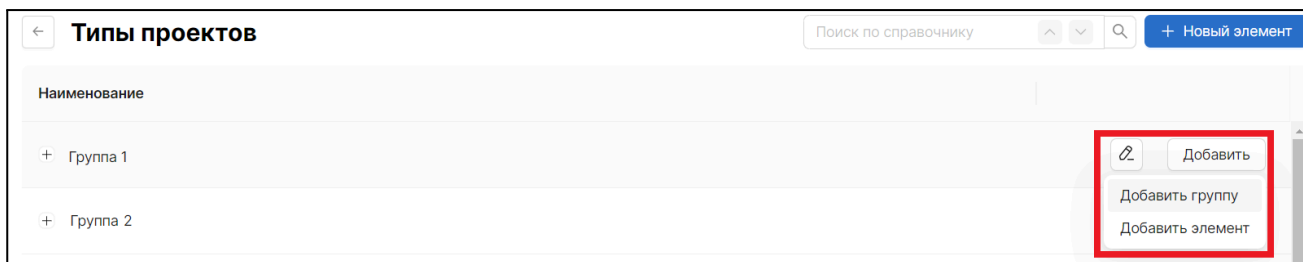 Типы проектов
Поиск по справочнику
+ Новый элемент
Наименование
+ Группа 1
Добавить
Добавить группу
+ Группа 2
Добавить элемент